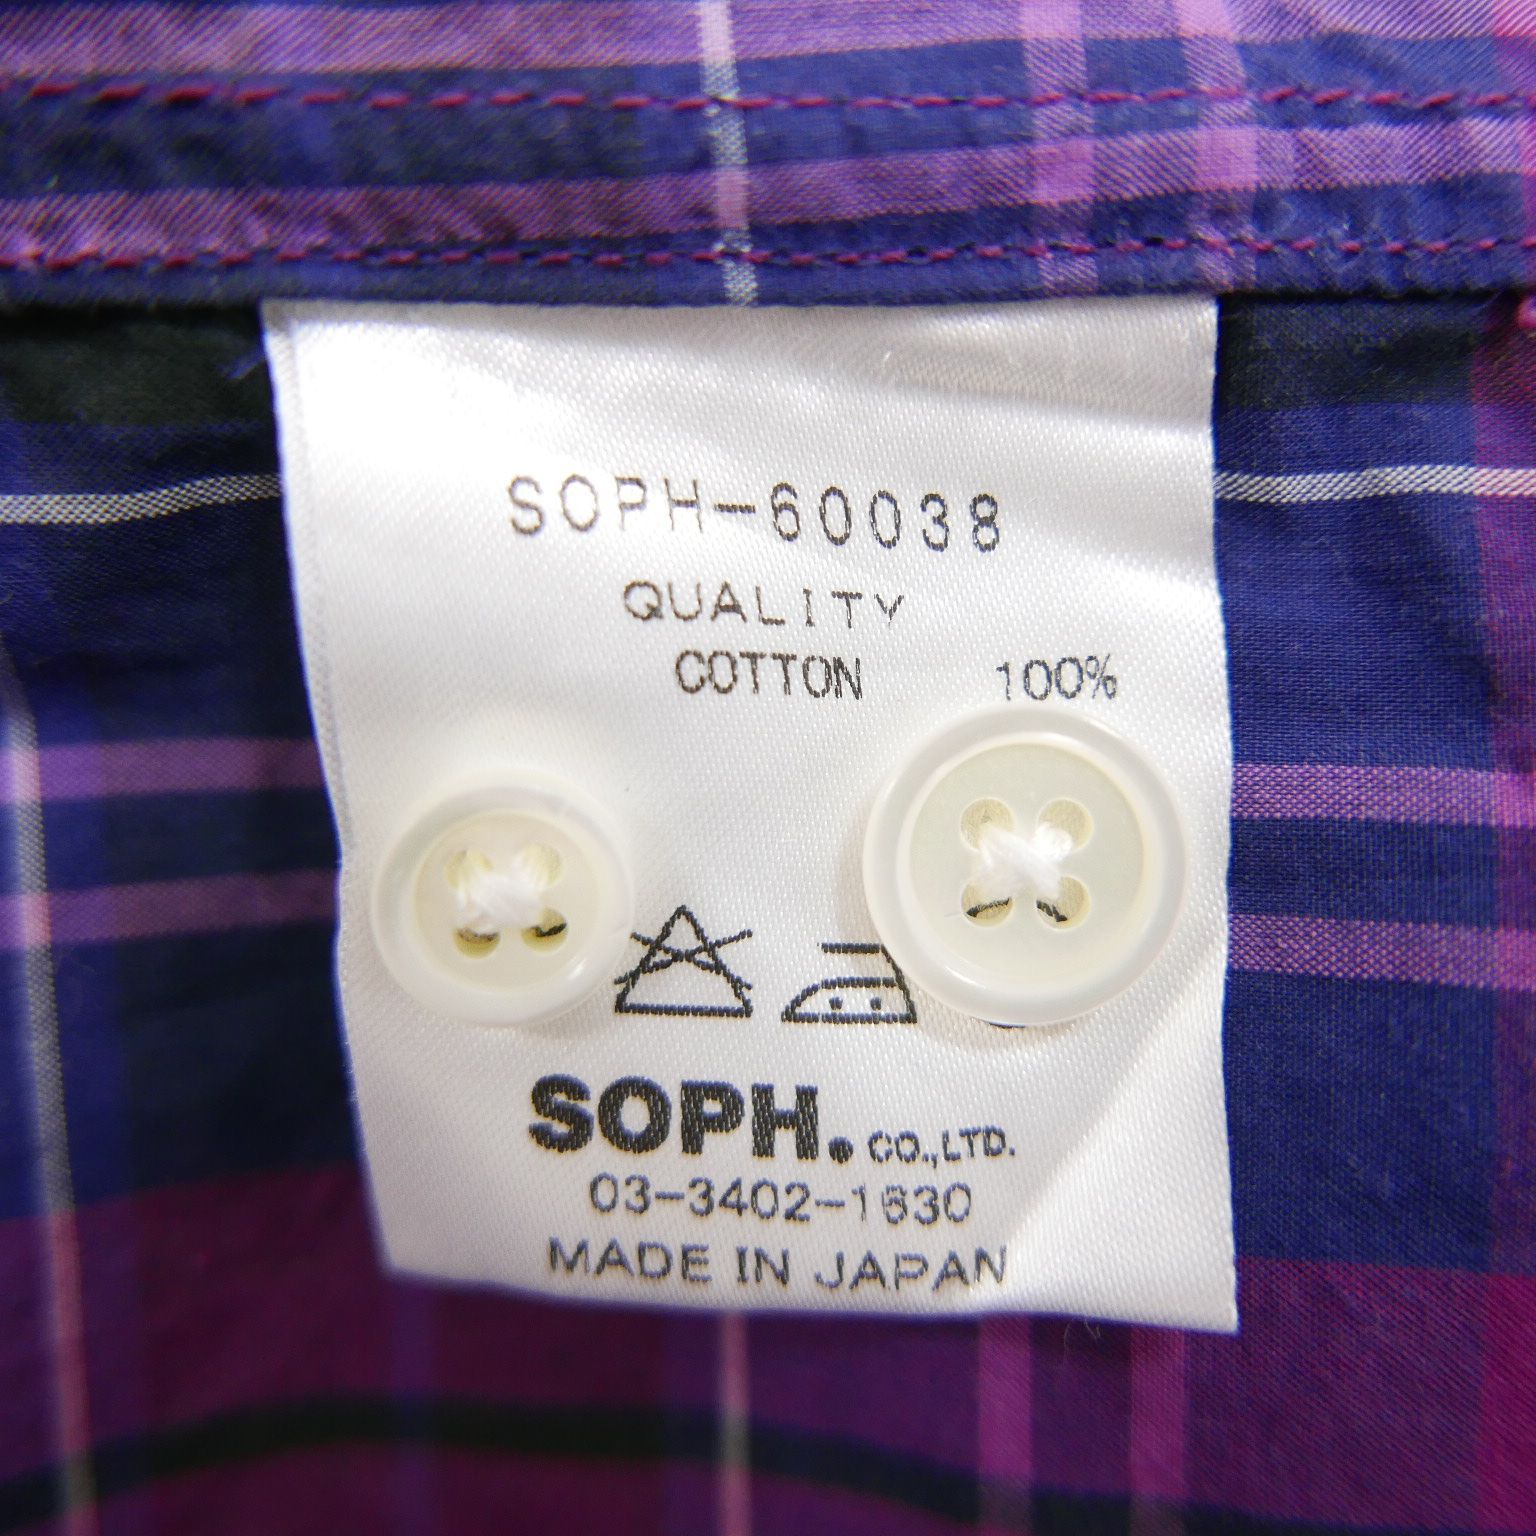 SOPH-60038
QUALITY
COTTON 100%
SOPH. CO.,LTD.
03-3402-1630
MADE IN JAPAN